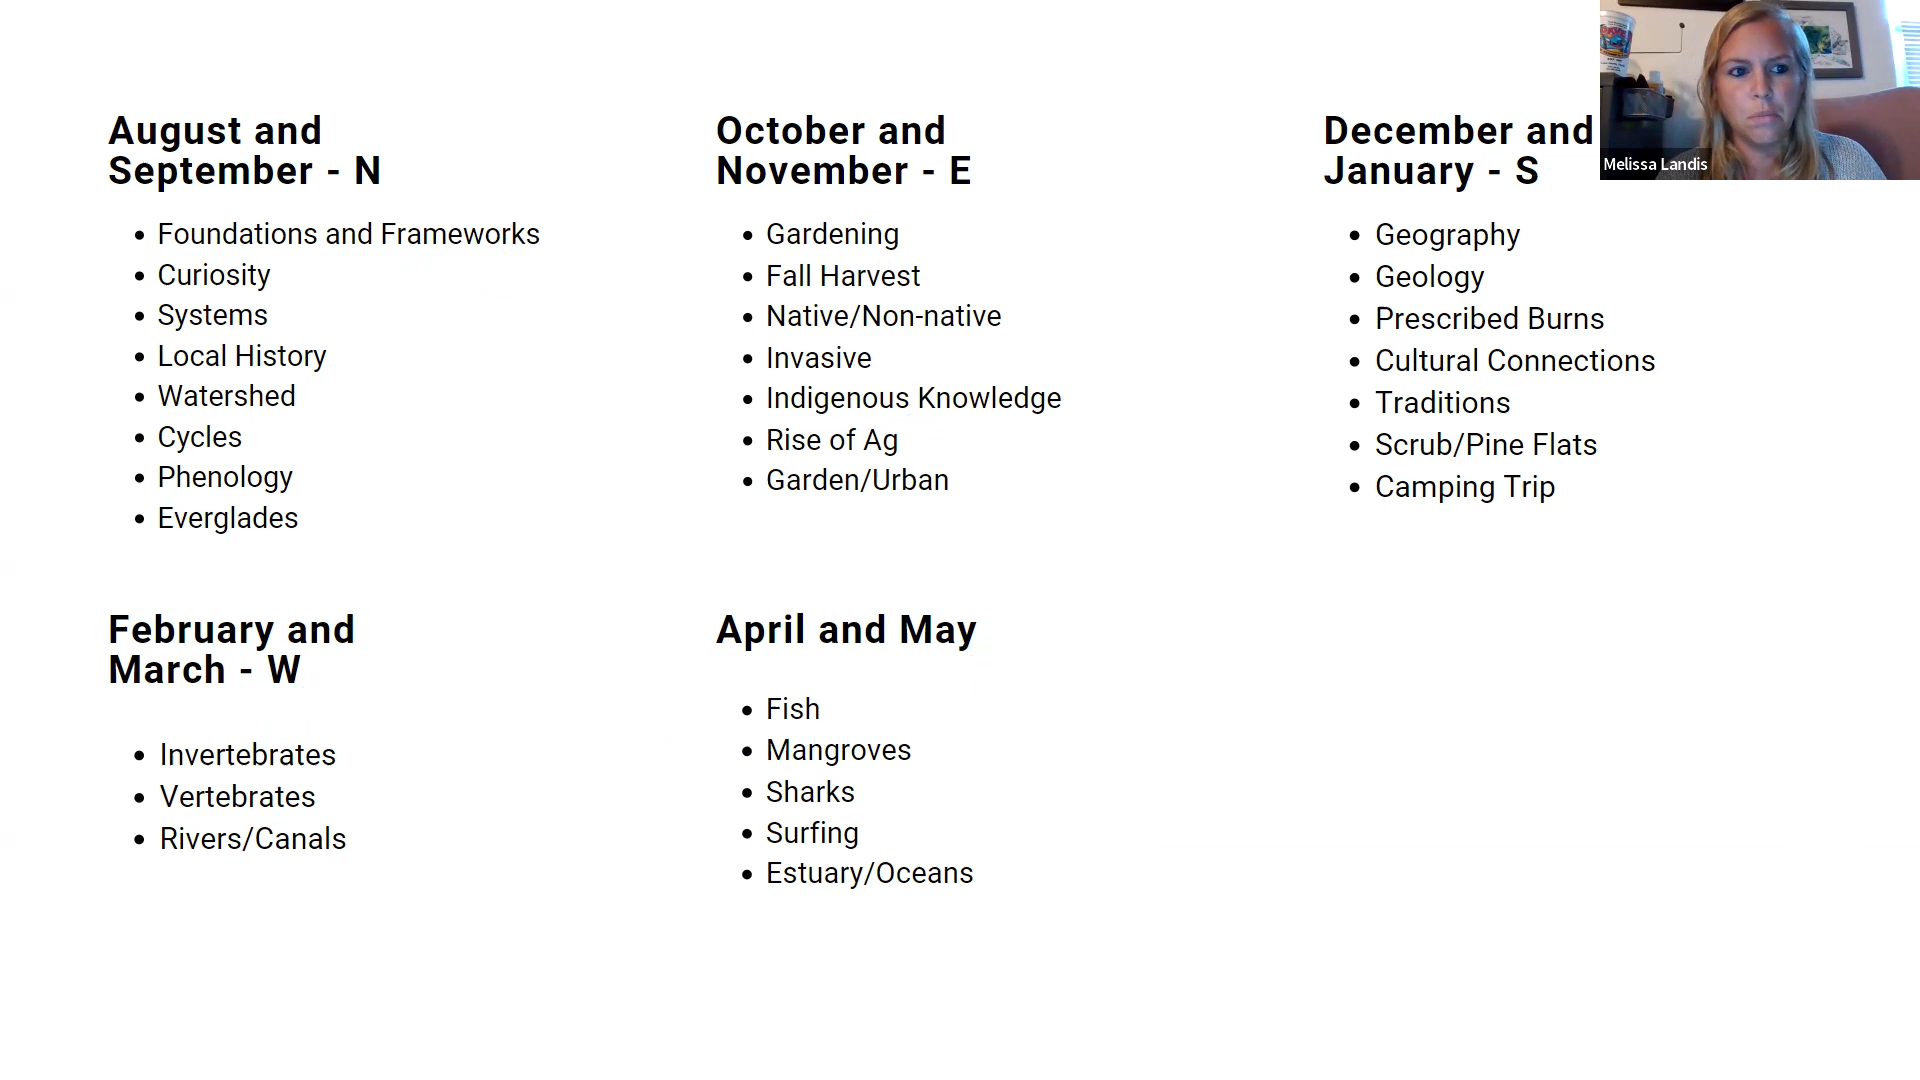 August and
September - N
• Foundations and Frameworks
• Curiosity
• Systems
• Local History
• Watershed
• Cycles
• Phenology
• Everglades
October and
November - E
• Gardening
• Fall Harvest
• Native/Non-native
• Invasive
• Indigenous Knowledge
• Rise of Ag
• Garden/Urban
December and
January - S
• Geography
• Geology
• Prescribed Burns
• Cultural Connections
• Traditions
• Scrub/Pine Flats
• Camping Trip
Melissa Landis
February and
March - W
• Invertebrates
• Vertebrates
• Rivers/Canals
April and May
• Fish
• Mangroves
• Sharks
• Surfing
• Estuary/Oceans